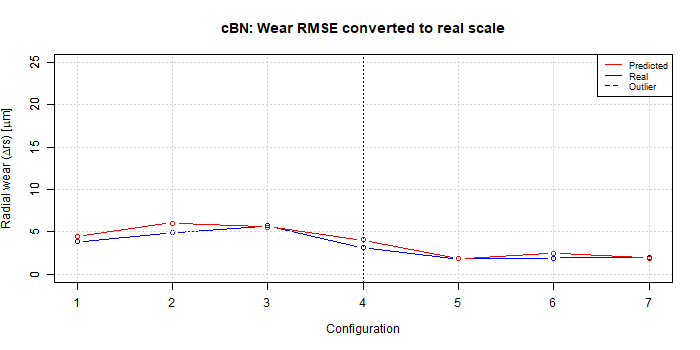 cBN: Wear RMSE converted to real scale
Predicted
Real
Outlier
Radial wear (Δrs) [μm]
25
20
15
10
5
0
1 2 3 4 5 6 7
Configuration